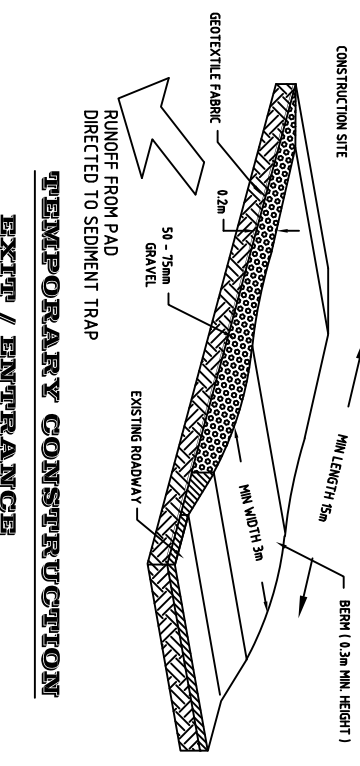 CONSTRUCTION SITE
GEOTEXTILE FABRIC
0.2m
50 - 75mm
GRAVEL
RUNOFF FROM PAD
DIRECTED TO SEDIMENT TRAP
EXISTING ROADWAY
MIN LENGTH 15m
MIN WIDTH 3m
BERM ( 0.3m MIN. HEIGHT )
TEMPORARY CONSTRUCTION
EXIT / ENTRANCE